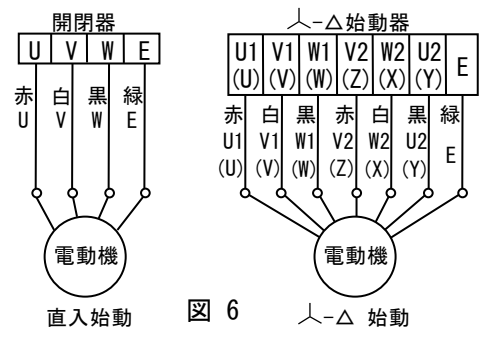 開閉器
U V W E
赤 白 黒 緑
U V W E
電動機
直入始動
図 6
人-△始動器
U1 V1 W1 V2 W2 U2 E
(U) (V) (W) (Z) (X) (Y)
赤 白 黒 赤 白 黒 緑
U1 V1 W1 V2 W2 U2 E
(U) (V) (W) (Z) (X) (Y)
電動機
人-△ 始動